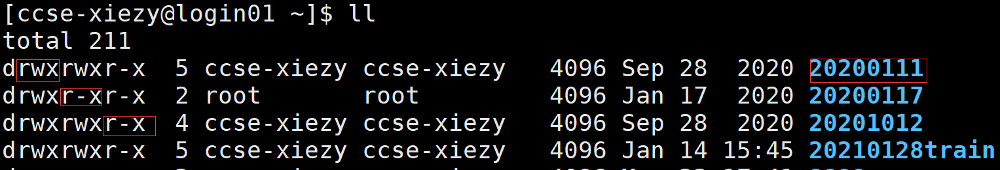 [ccse-xiezy@login01 ~]$ ll
total 211
drwxrwxr-x  5 ccse-xiezy ccse-xiezy   4096 Sep 28  2020 20200111
drwxr-xr-x  2 root       root         4096 Jan 17  2020 20200117
drwxrwxr-x  4 ccse-xiezy ccse-xiezy   4096 Sep 28  2020 20201012
drwxrwxr-x  5 ccse-xiezy ccse-xiezy   4096 Jan 14 15:45 20210128train